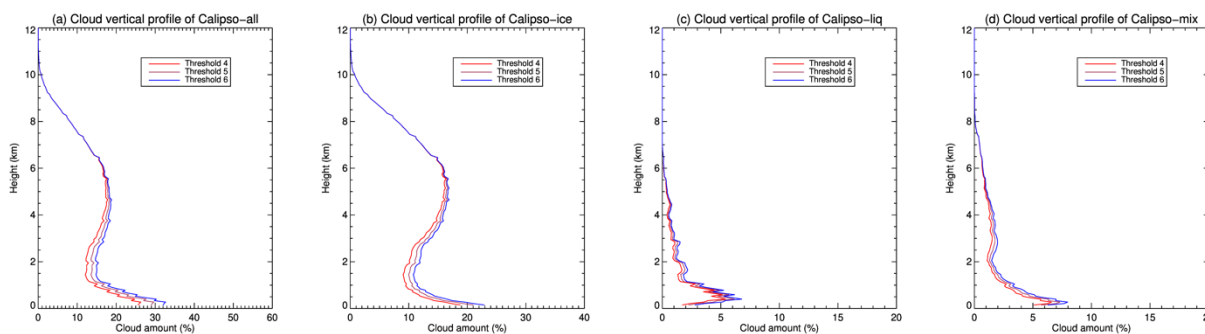 (a) Cloud vertical profile of Calipso−all
12
10
8
6
4
2
0
Height (km)
Threshold 4
Threshold 5
Threshold 6
0
10
20
30
40
50
60
Cloud amount (%)
(b) Cloud vertical profile of Calipso−ice
12
10
8
6
4
2
0
Height (km)
Threshold 4
Threshold 5
Threshold 6
0
10
20
30
40
Cloud amount (%)
(c) Cloud vertical profile of Calipso−liq
12
10
8
6
4
2
0
Height (km)
Threshold 4
Threshold 5
Threshold 6
0
5
10
15
20
Cloud amount (%)
(d) Cloud vertical profile of Calipso−mix
12
10
8
6
4
2
0
Height (km)
Threshold 4
Threshold 5
Threshold 6
0
5
10
15
20
Cloud amount (%)